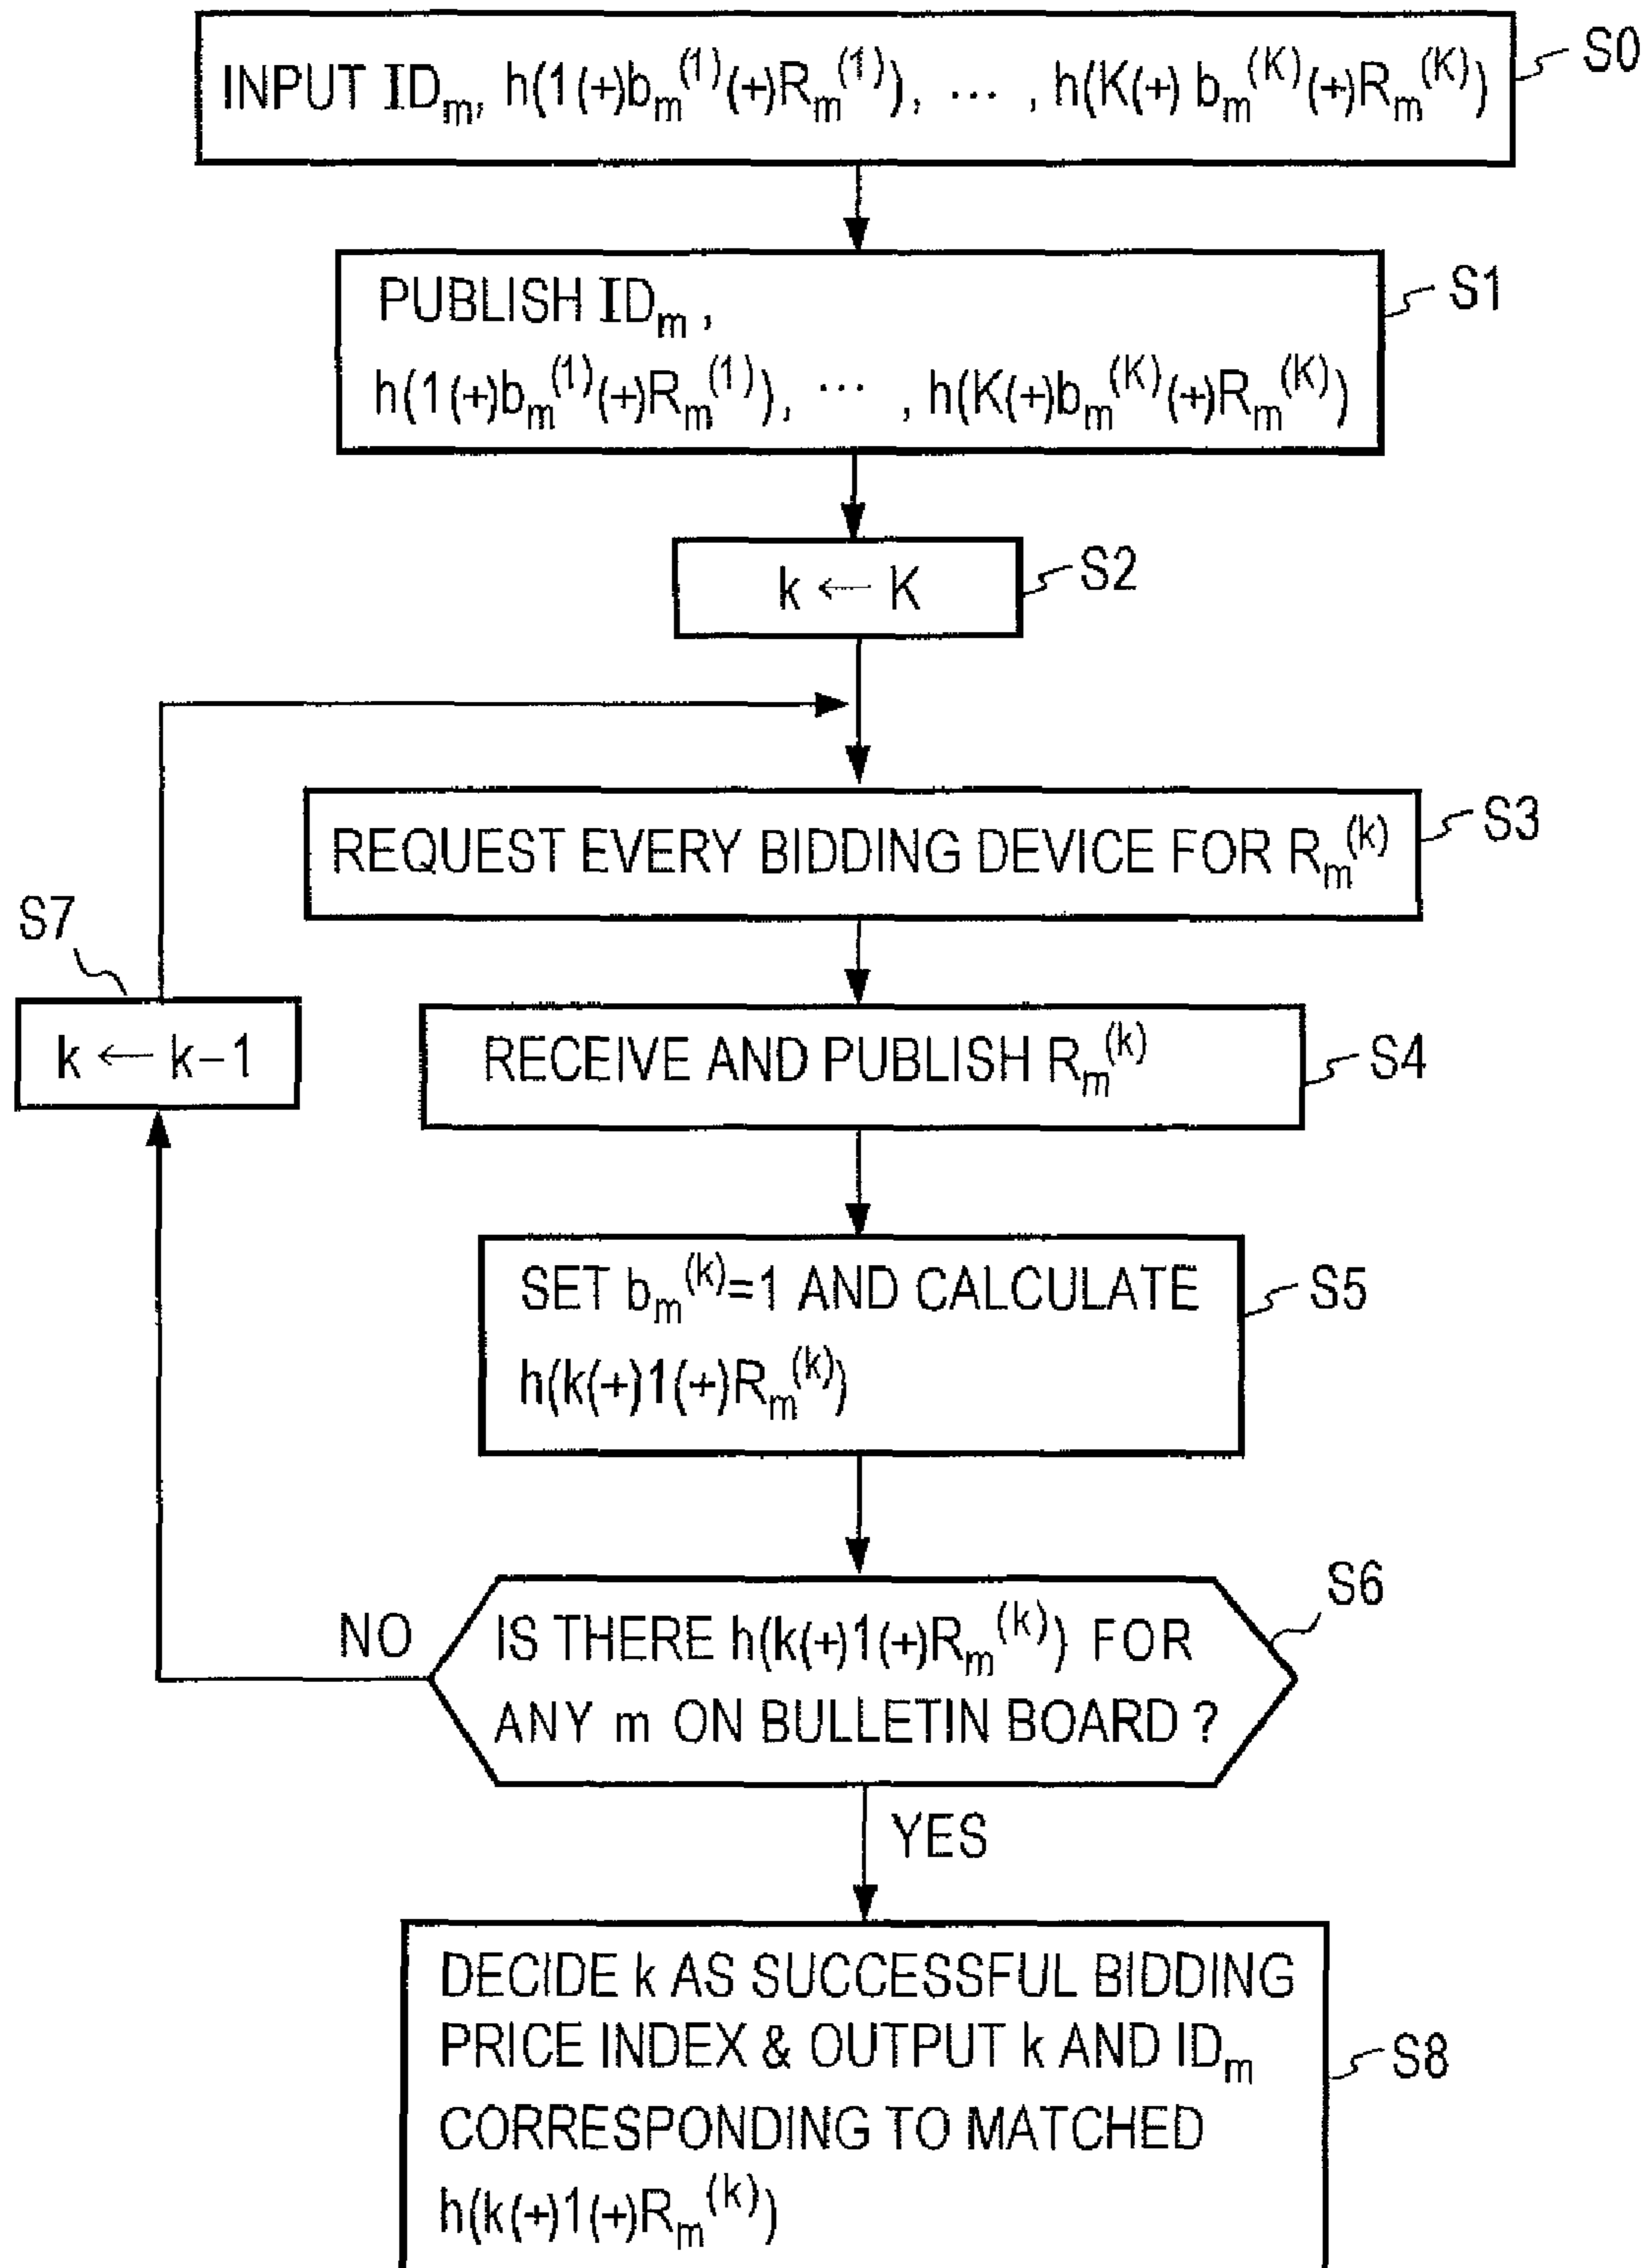 INPUT IDₘ, h(1(+)bₘ⁽¹⁾(+)Rₘ⁽¹⁾), ··· , h(K(+) bₘ⁽ᴷ⁾(+)Rₘ⁽ᴷ⁾)
S0
PUBLISH IDₘ ,
h(1(+)bₘ⁽¹⁾(+)Rₘ⁽¹⁾), ··· , h(K(+)bₘ⁽ᴷ⁾(+)Rₘ⁽ᴷ⁾)
S1
k ← K
S2
REQUEST EVERY BIDDING DEVICE FOR Rₘ⁽ᵏ⁾
S3
S7
k ← k−1
RECEIVE AND PUBLISH Rₘ⁽ᵏ⁾
S4
SET bₘ⁽ᵏ⁾=1 AND CALCULATE
h(k(+)1(+)Rₘ⁽ᵏ⁾)
S5
NO
IS THERE h(k(+)1(+)Rₘ⁽ᵏ⁾) FOR
ANY m ON BULLETIN BOARD ?
S6
YES
DECIDE k AS SUCCESSFUL BIDDING
PRICE INDEX & OUTPUT k AND IDₘ
CORRESPONDING TO MATCHED
h(k(+)1(+)Rₘ⁽ᵏ⁾)
S8